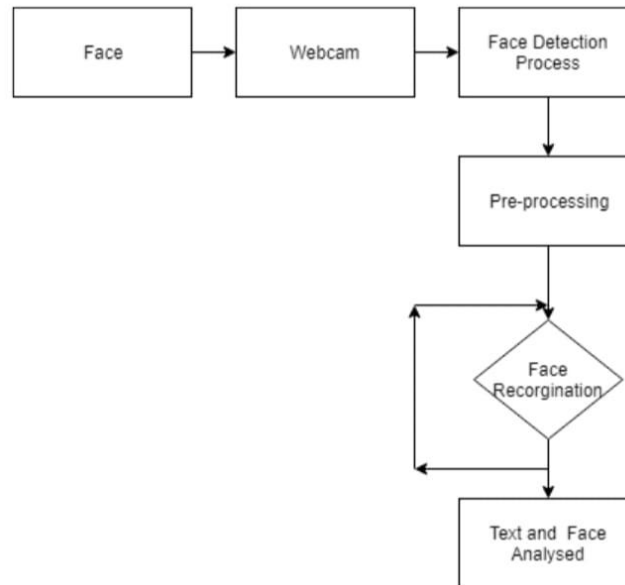 Face
Webcam
Face Detection
Process
Pre-processing
Face
Recorgination
Text and Face
Analysed